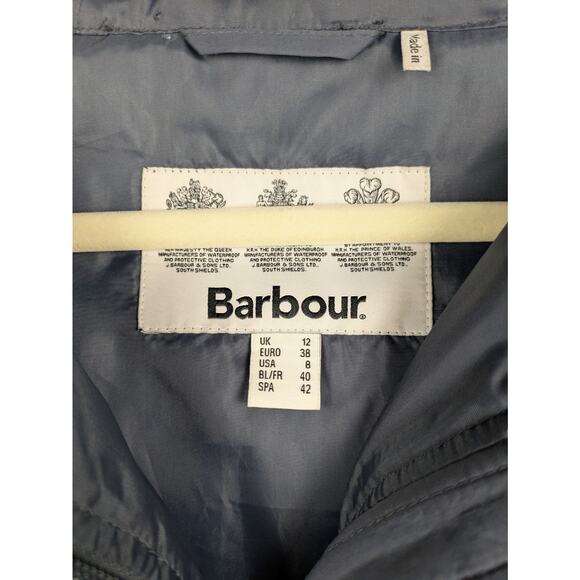 Made in
HER MAJESTY THE QUEEN
MANUFACTURERS OF WATERPROOF
AND PROTECTIVE CLOTHING
J. BARBOUR & SONS LTD.,
SOUTH SHIELDS.
H.R.H. THE DUKE OF EDINBURGH
MANUFACTURERS OF WATERPROOF
AND PROTECTIVE CLOTHING
J. BARBOUR & SONS LTD.,
SOUTH SHIELDS.
BY APPOINTMENT TO
H.R.H. THE PRINCE OF WALES,
MANUFACTURERS OF WATERPROOF
AND PROTECTIVE CLOTHING
J. BARBOUR & SONS LTD.,
SOUTH SHIELDS.
Barbour®
UK 12
EURO 38
USA 8
BL/FR 40
SPA 42